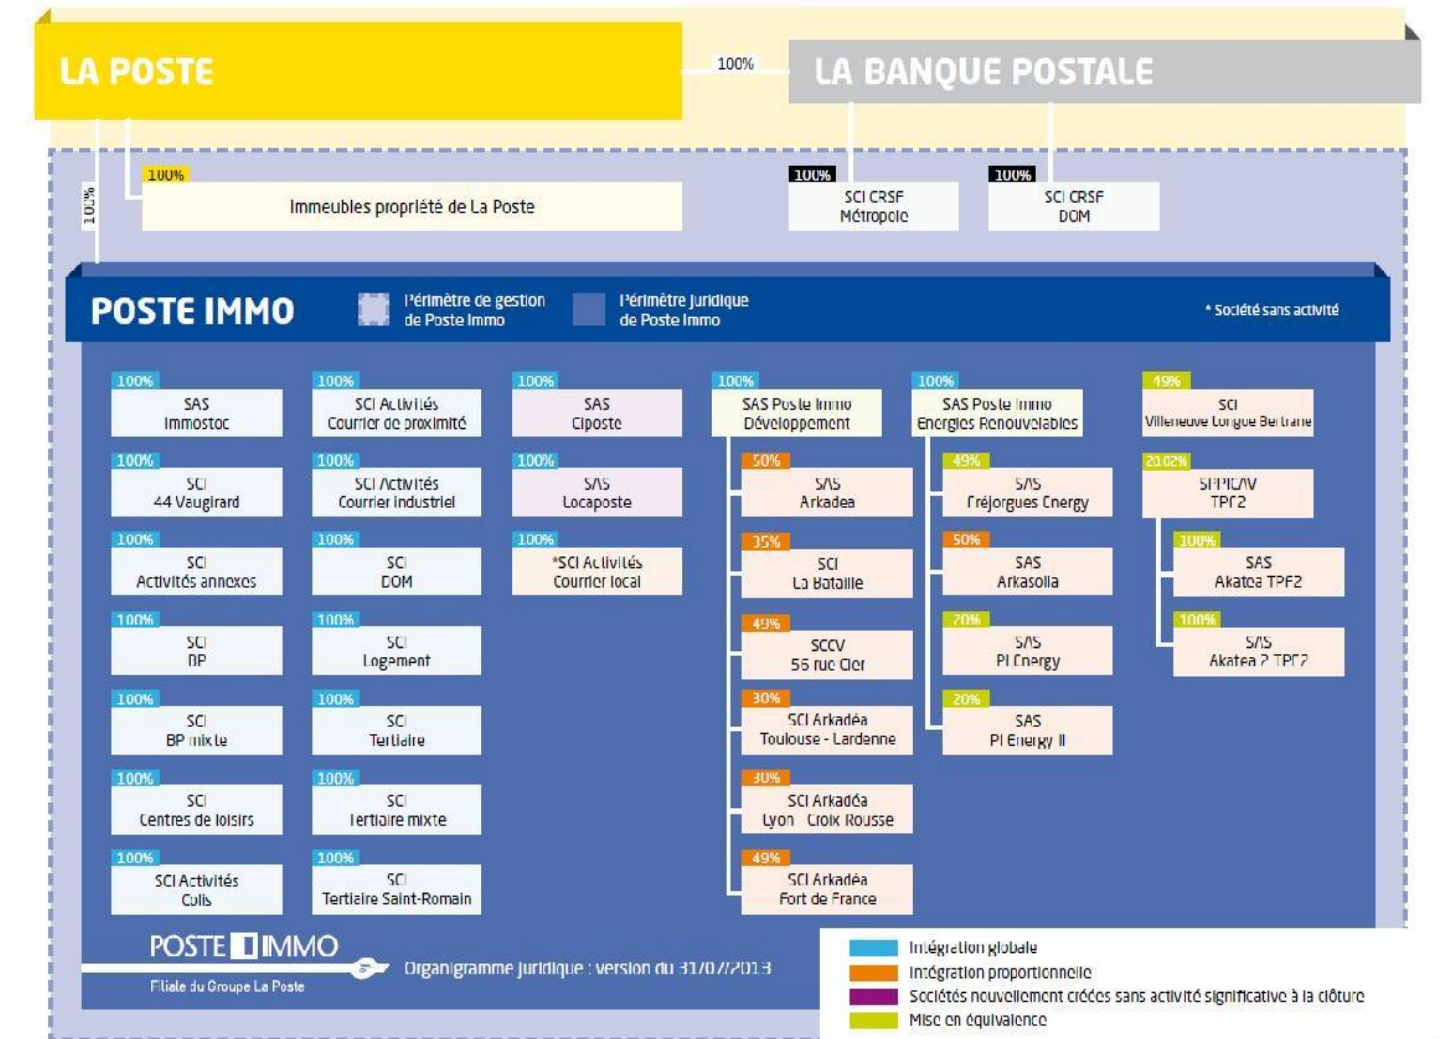 LA POSTE
100%
LA BANQUE POSTALE
100%
100%
Immeubles propriété de La Poste
100%
SCI CRSF
Métropole
100%
SCI CRSF
DOM
POSTE IMMO
Périmètre de gestion
de Poste Immo
Périmètre juridique
de Poste Immo
* Société sans activité
100%
SAS
Immostoc
100%
SCI
44 Vaugirard
100%
SCI
Activités annexes
100%
SCI
BP
100%
SCI
BP mixte
100%
SCI
Centres de loisirs
100%
SCI Activités
Colis
100%
SCI Activités
Courrier de proximité
100%
SCI Activités
Courrier industriel
100%
SCI
DOM
100%
SCI
Logement
100%
SCI
Tertiaire
100%
SCI
Tertiaire mixte
100%
SCI
Tertiaire Saint-Romain
100%
SAS
Ciposte
100%
SAS
Locaposte
100%
*SCI Activités
Courrier local
100%
SAS Poste Immo
Développement
50%
SAS
Arkadea
35%
SCI
La Bataille
49%
SCCV
56 rue Cler
30%
SCI Arkadéa
Toulouse - Lardenne
30%
SCI Arkadéa
Lyon - Croix Rousse
49%
SCI Arkadéa
Fort de France
100%
SAS Poste Immo
Energies Renouvelables
49%
SAS
Fréjorgues Energy
50%
SAS
Arkasolia
20%
SAS
PI Energy
20%
SAS
PI Energy II
49%
SCI
Villeneuve Longue
20,02%
SPPICAV
TPF2
100%
SAS
Akatea TPF2
100%
SAS
Akatea 2 TPF2
POSTE IMMO
Filiale du Groupe La Poste
Organigramme juridique : version du 31/07/2013
Intégration globale
Intégration proportionnelle
Sociétés nouvellement créées sans activité significative à la clôture
Mise en équivalence